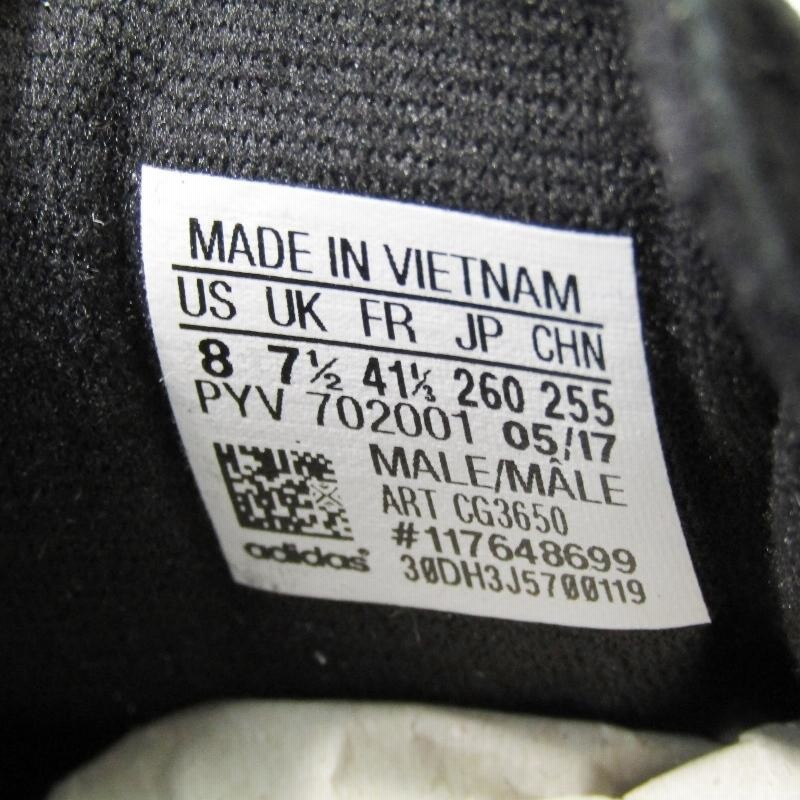 MADE IN VIETNAM
US UK FR JP CHN
8 7½ 41⅓ 260 255
PYV 702001 05/17
MALE/MÂLE
ART CG3650
#117648699
adidas
30DH3J5700119